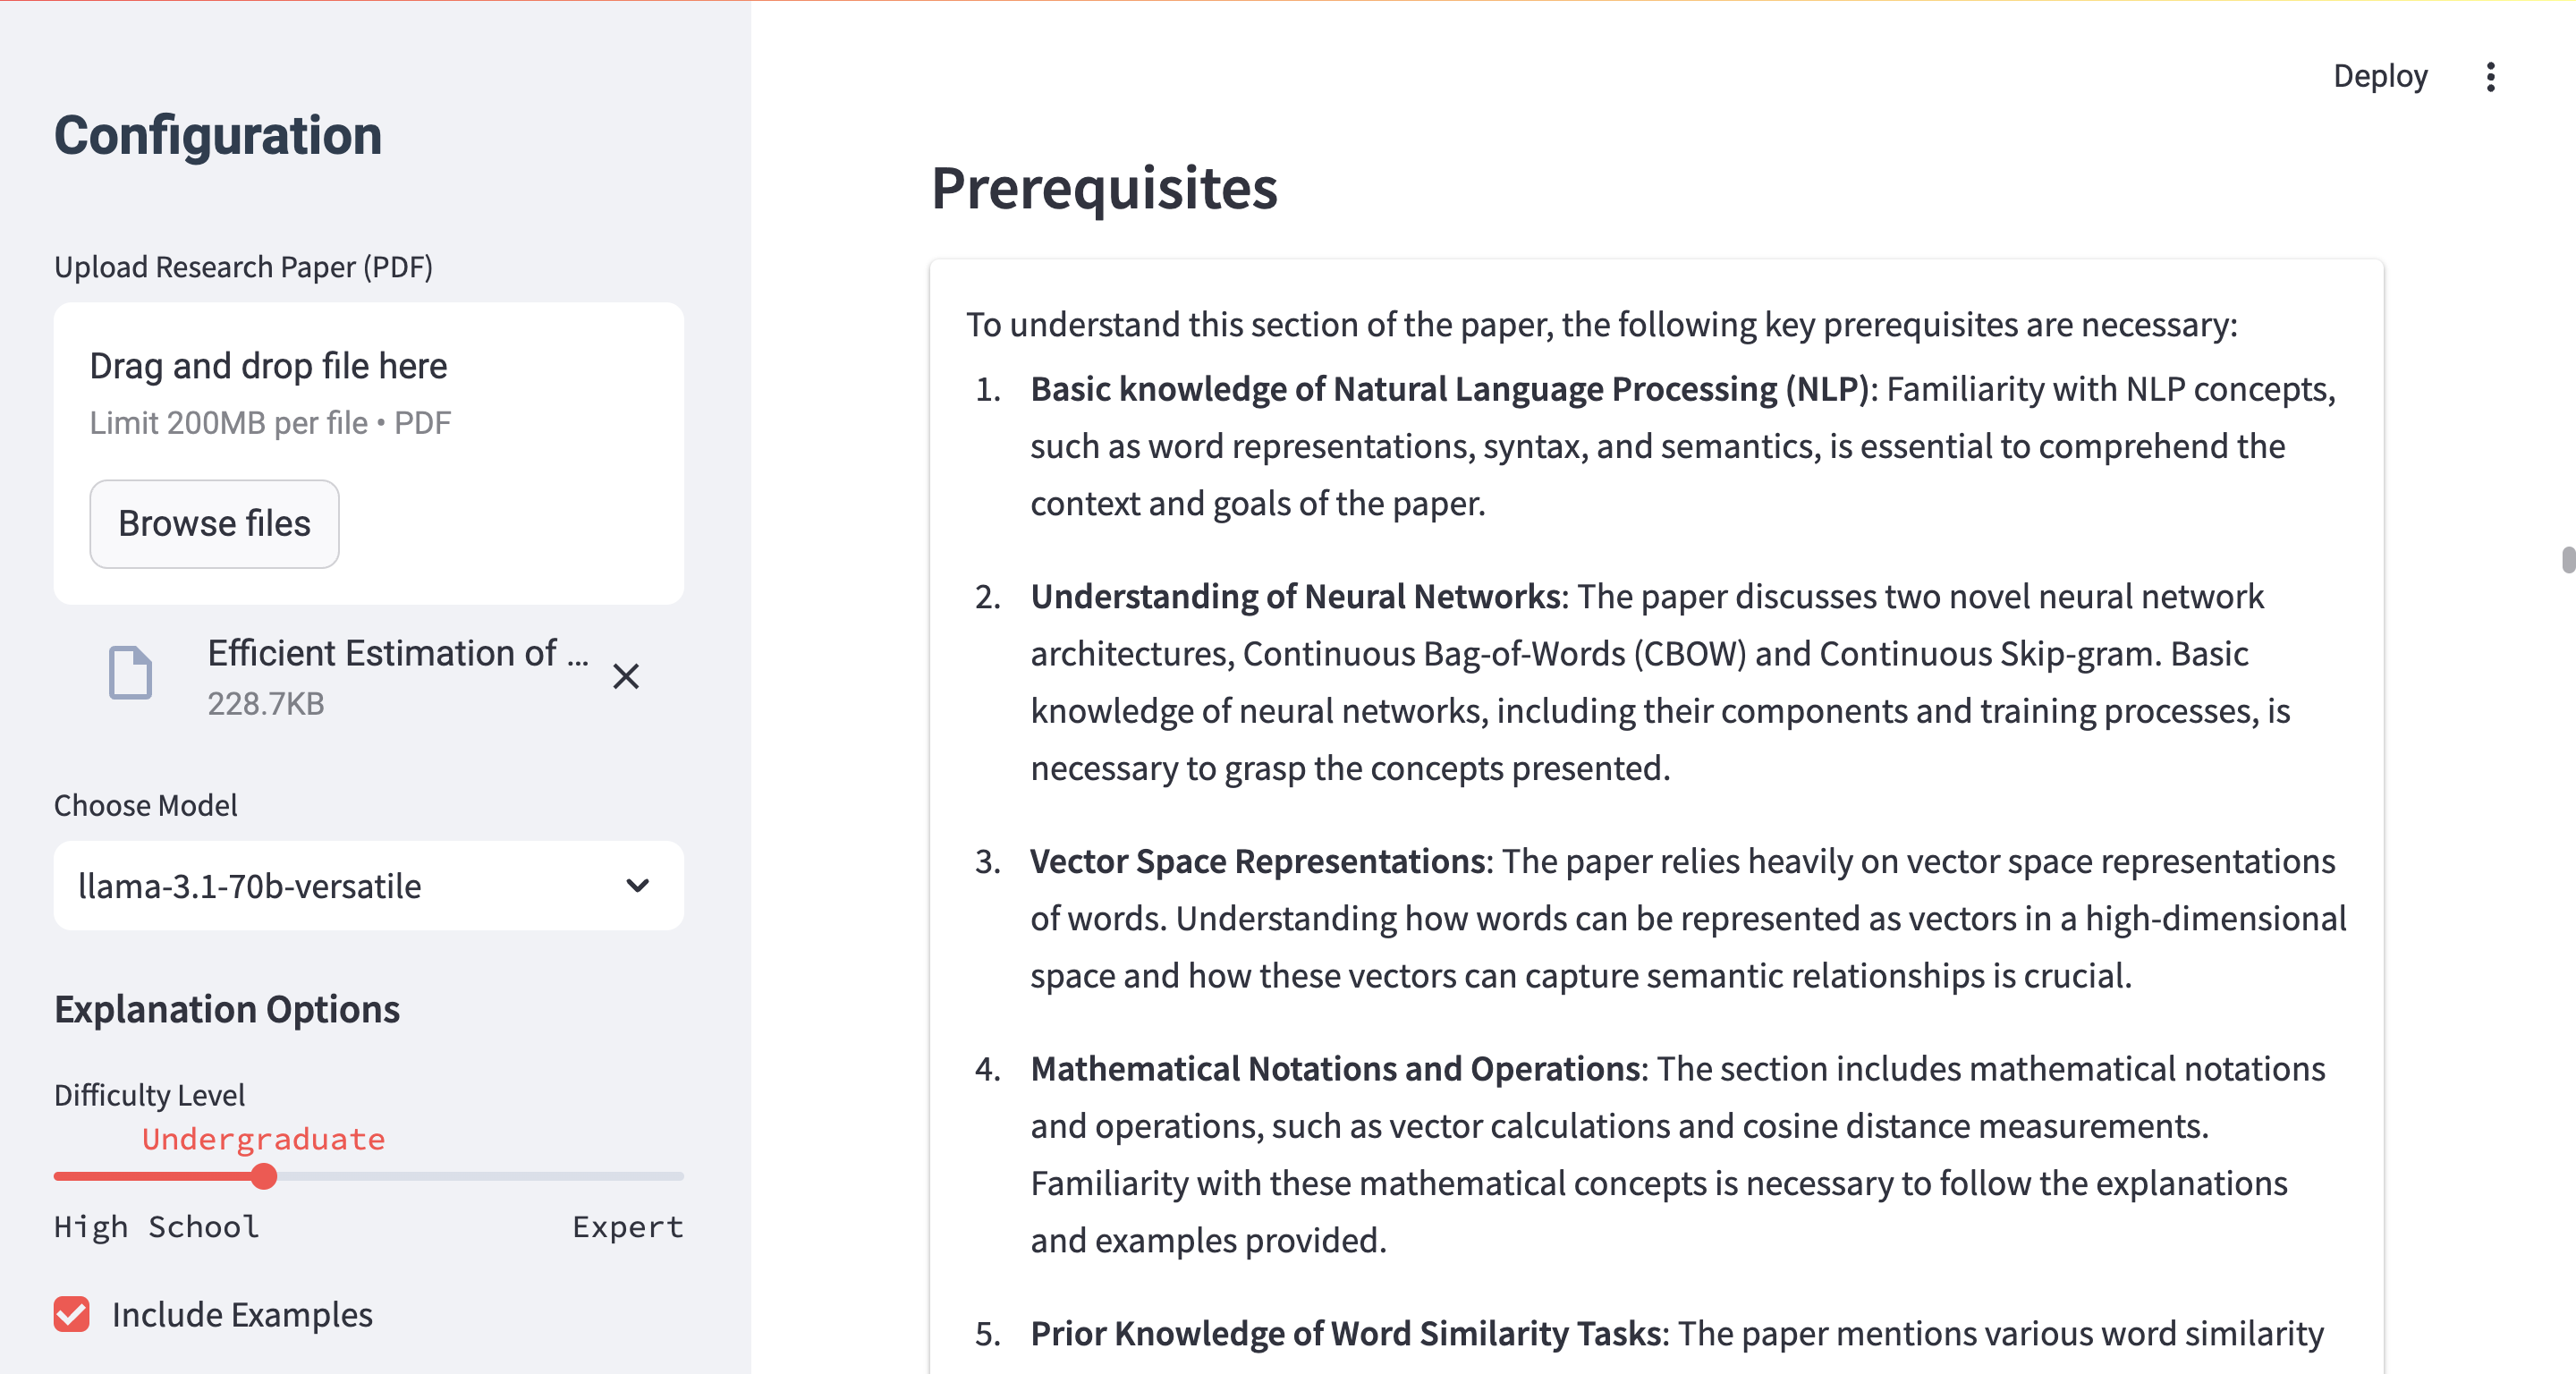 Configuration
Upload Research Paper (PDF)
Drag and drop file here
Limit 200MB per file • PDF
Browse files
Efficient Estimation of ...
228.7KB
Choose Model
llama-3.1-70b-versatile
Explanation Options
Difficulty Level
Undergraduate
High School
Expert
Include Examples
Deploy
Prerequisites
To understand this section of the paper, the following key prerequisites are necessary:
1. Basic knowledge of Natural Language Processing (NLP): Familiarity with NLP concepts,
such as word representations, syntax, and semantics, is essential to comprehend the
context and goals of the paper.
2. Understanding of Neural Networks: The paper discusses two novel neural network
architectures, Continuous Bag-of-Words (CBOW) and Continuous Skip-gram. Basic
knowledge of neural networks, including their components and training processes, is
necessary to grasp the concepts presented.
3. Vector Space Representations: The paper relies heavily on vector space representations
of words. Understanding how words can be represented as vectors in a high-dimensional
space and how these vectors can capture semantic relationships is crucial.
4. Mathematical Notations and Operations: The section includes mathematical notations
and operations, such as vector calculations and cosine distance measurements.
Familiarity with these mathematical concepts is necessary to follow the explanations
and examples provided.
5. Prior Knowledge of Word Similarity Tasks: The paper mentions various word similarity